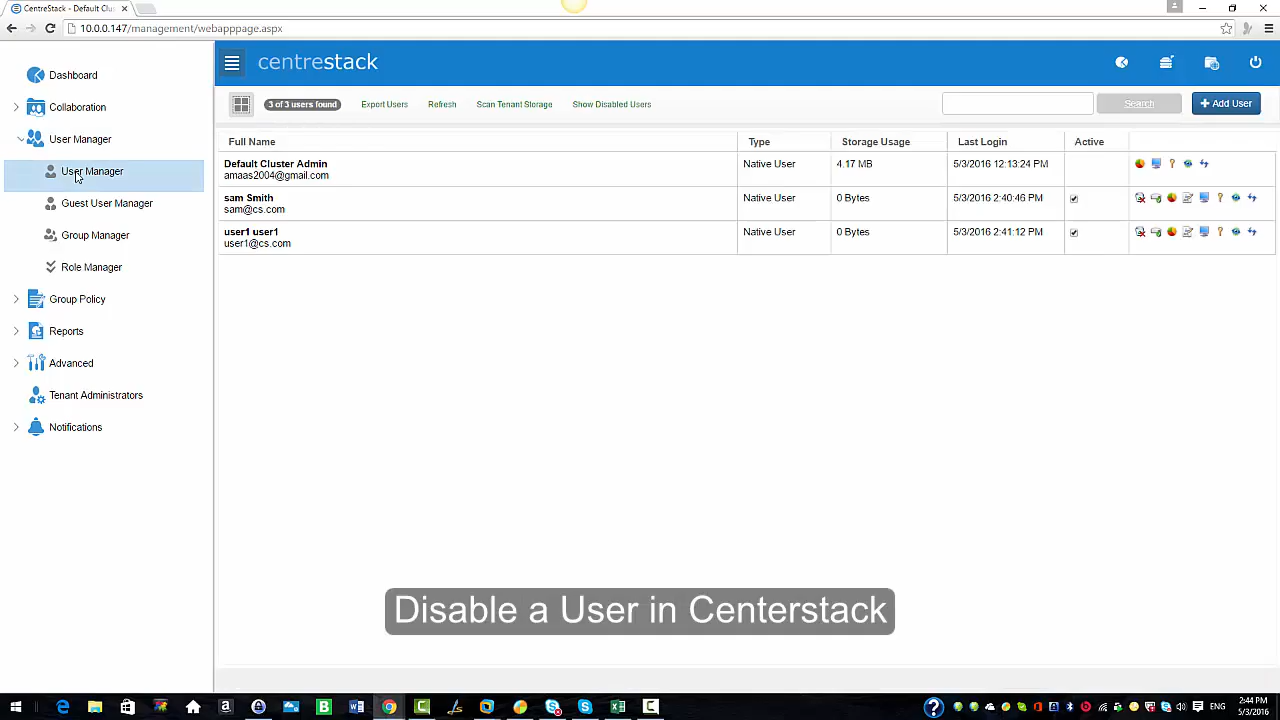 CentreStack - Default Clus
10.0.0.147/management/webapppage.aspx
centrestack
Dashboard
Collaboration
User Manager
User Manager
Guest User Manager
Group Manager
Role Manager
Group Policy
Reports
Advanced
Tenant Administrators
Notifications
3 of 3 users found Export Users Refresh Scan Tenant Storage Show Disabled Users Search Add User
Full Name Type Storage Usage Last Login Active
Default Cluster Admin Native User 4.17 MB 5/3/2016 12:13:24 PM
amaas2004@gmail.com
sam Smith Native User 0 Bytes 5/3/2016 2:40:46 PM
sam@cs.com
user1 user1 Native User 0 Bytes 5/3/2016 2:41:12 PM
user1@cs.com
Disable a User in Centerstack
ENG
2:44 PM
5/3/2016